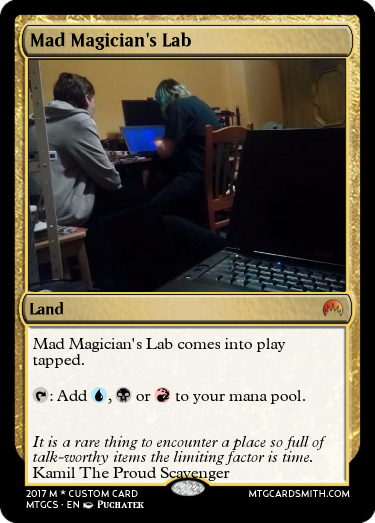 Mad Magician's Lab
Land
Mad Magician's Lab comes into play
tapped.
: Add , or to your mana pool.
It is a rare thing to encounter a place so full of
talk-worthy items the limiting factor is time.
Kamil The Proud Scavenger
2017 M * CUSTOM CARD
MTGCS · EN PUCHATEK
MTGCARDSMITH.COM